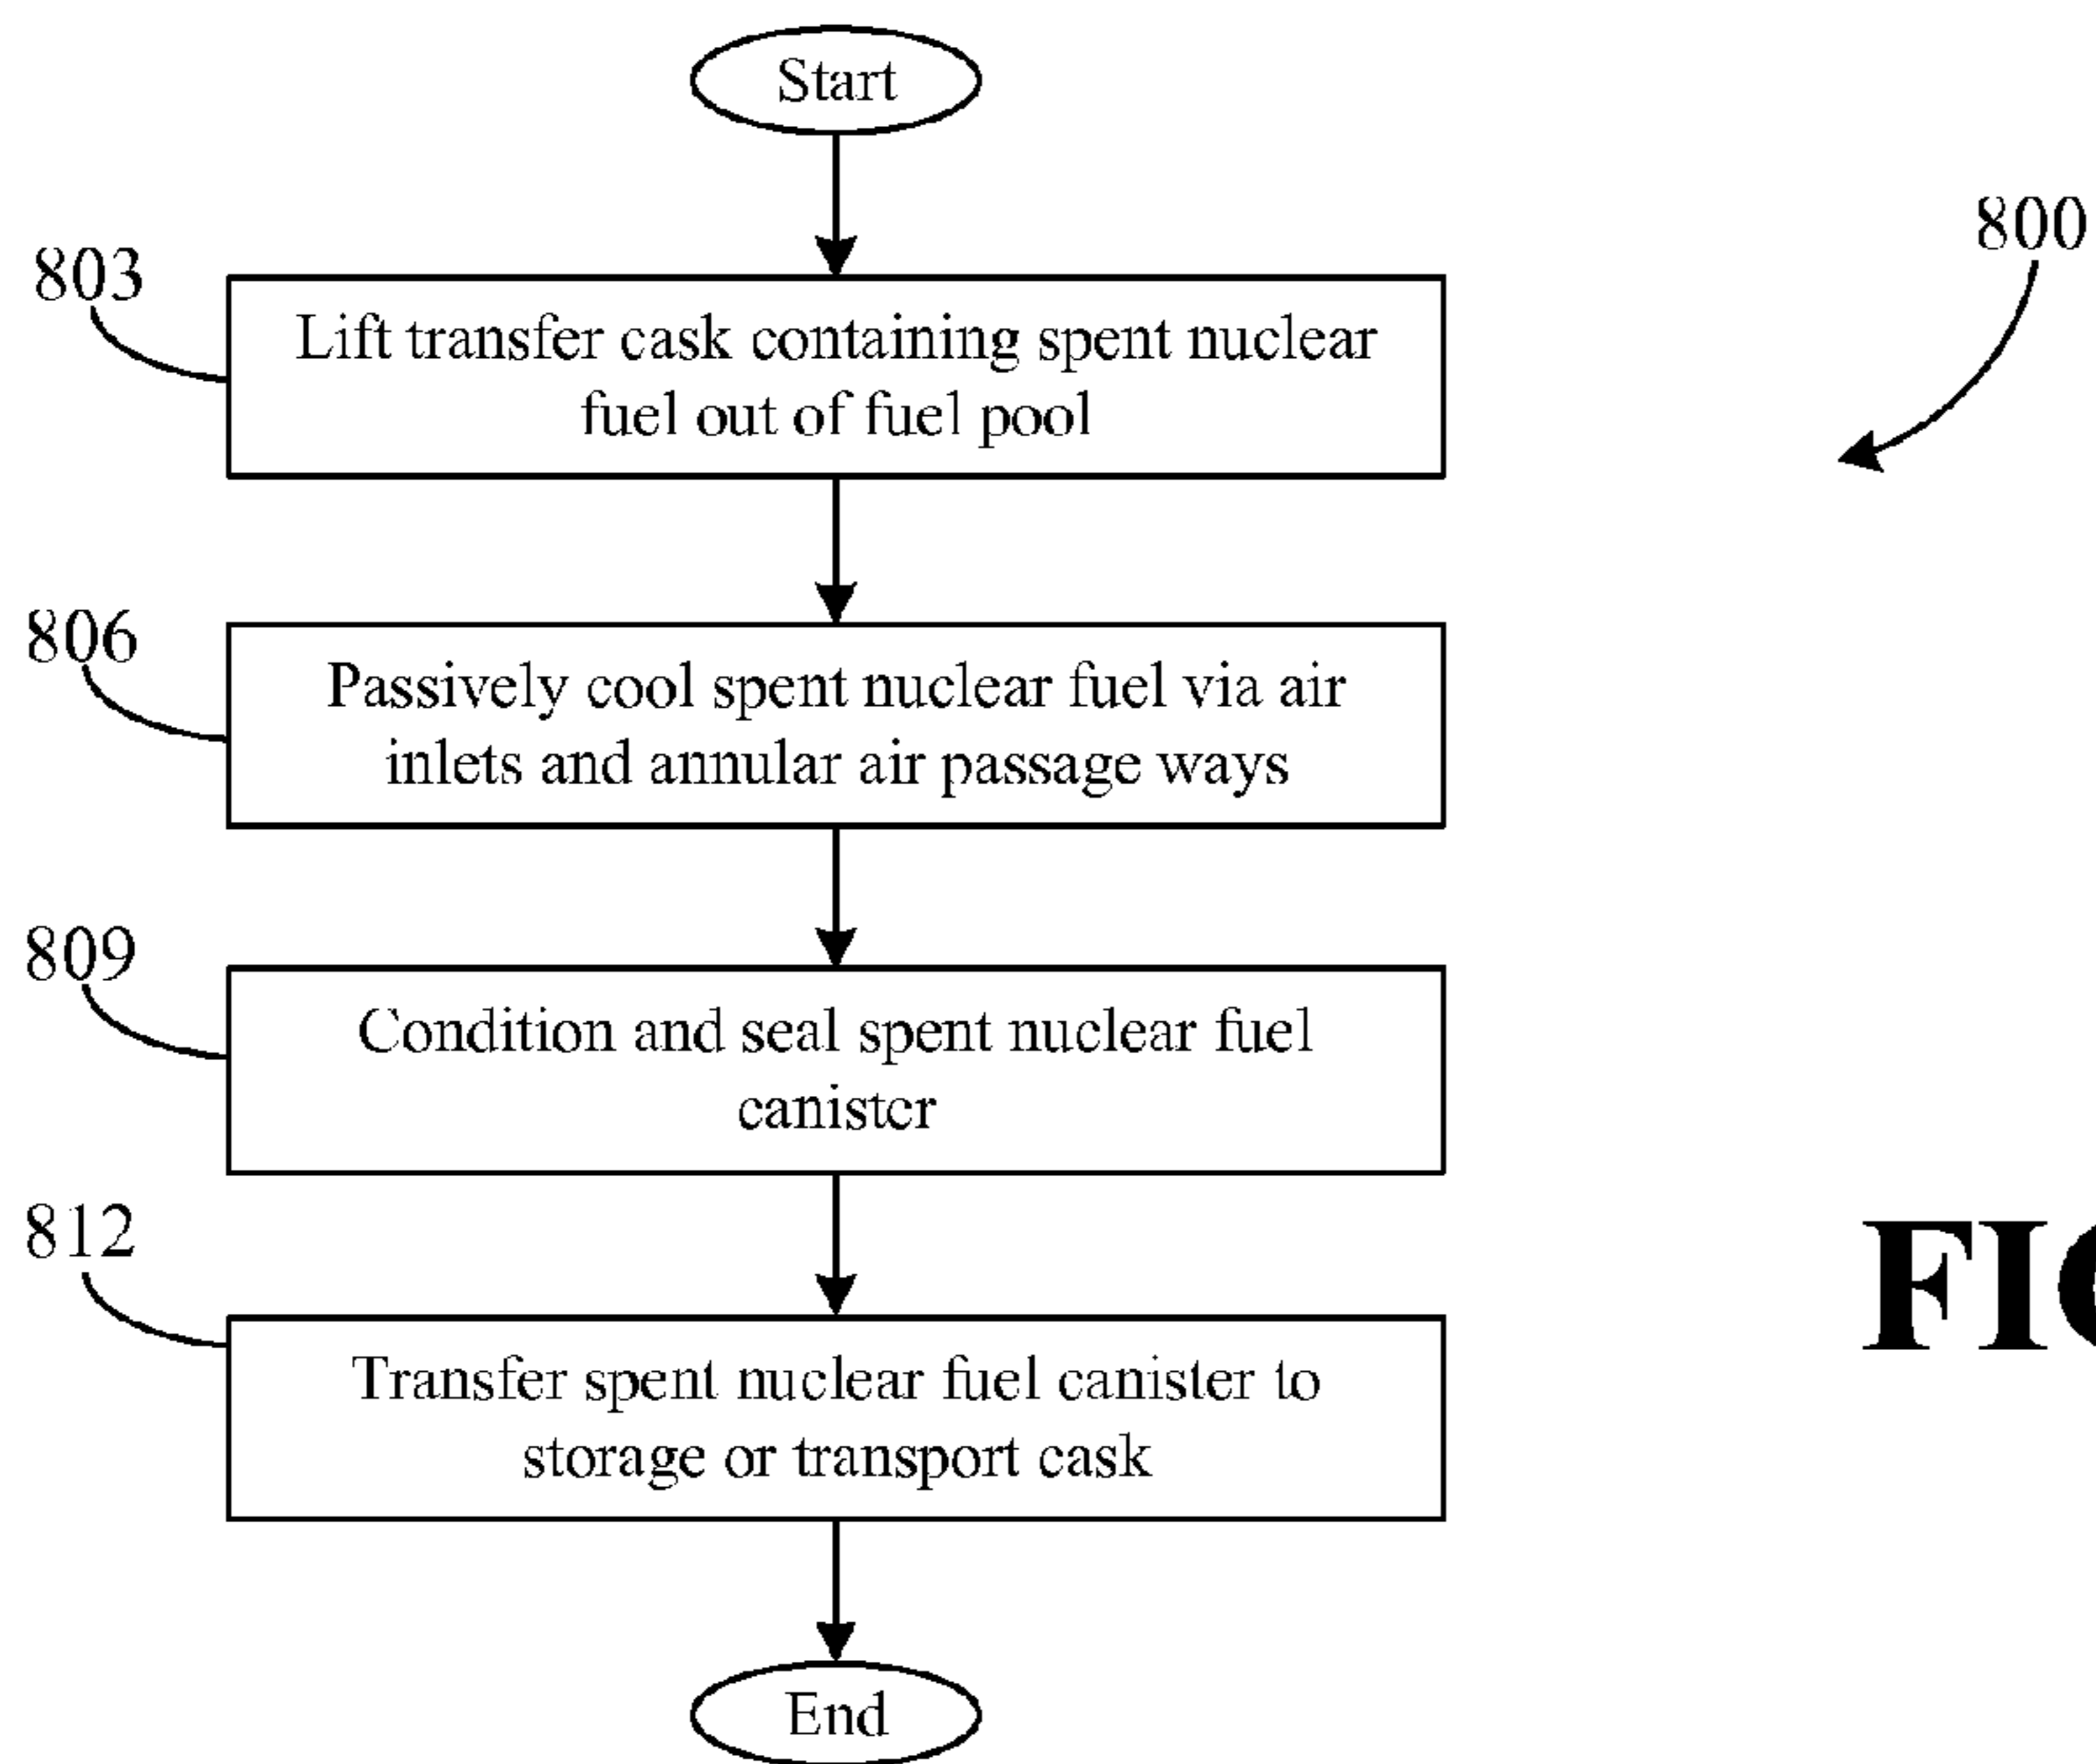 Start
800
803
Lift transfer cask containing spent nuclear
fuel out of fuel pool
806
Passively cool spent nuclear fuel via air
inlets and annular air passage ways
809
Condition and seal spent nuclear fuel
canister
812
Transfer spent nuclear fuel canister to
storage or transport cask
End